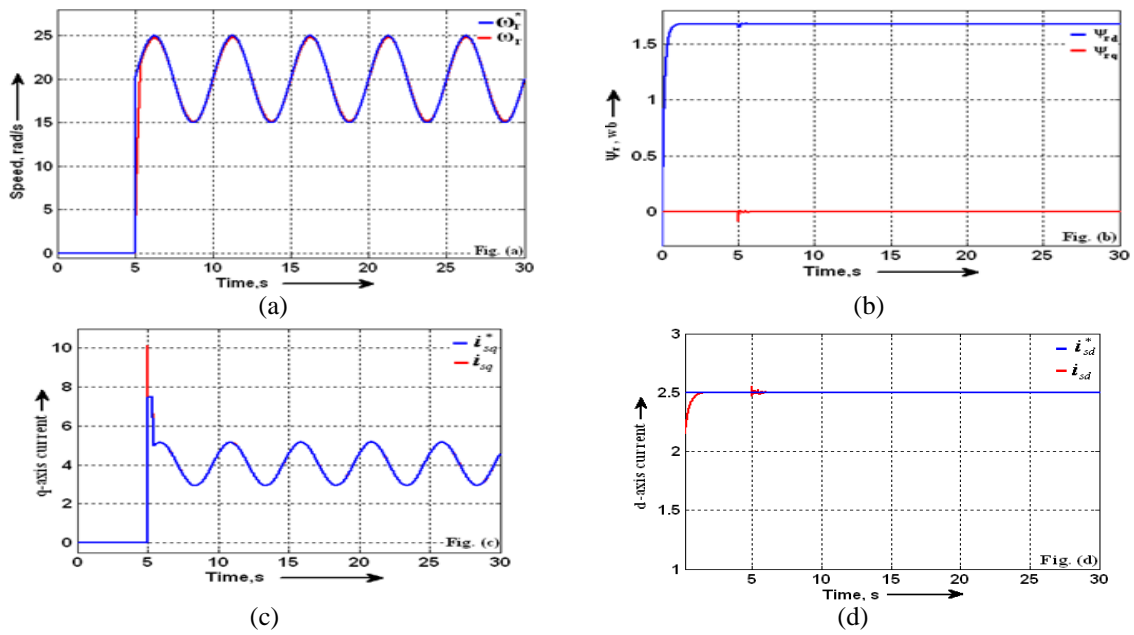 ω*r
ωr
25
20
15
10
5
0
Speed, rad/s
0 5 10 15 20 25 30
Time,s
Fig. (a)
(a)
Ψrd
Ψrq
1.5
1
0.5
0
Ψr, wb
0 5 10 15 20 25 30
Time,s
Fig. (b)
(b)
i*sq
isq
10
8
6
4
2
0
q-axis current
0 5 10 15 20 25 30
Time,s
Fig. (c)
(c)
i*sd
isd
3
2.5
2
1.5
1
d-axis current
0 5 10 15 20 25 30
Time, s
Fig. (d)
(d)